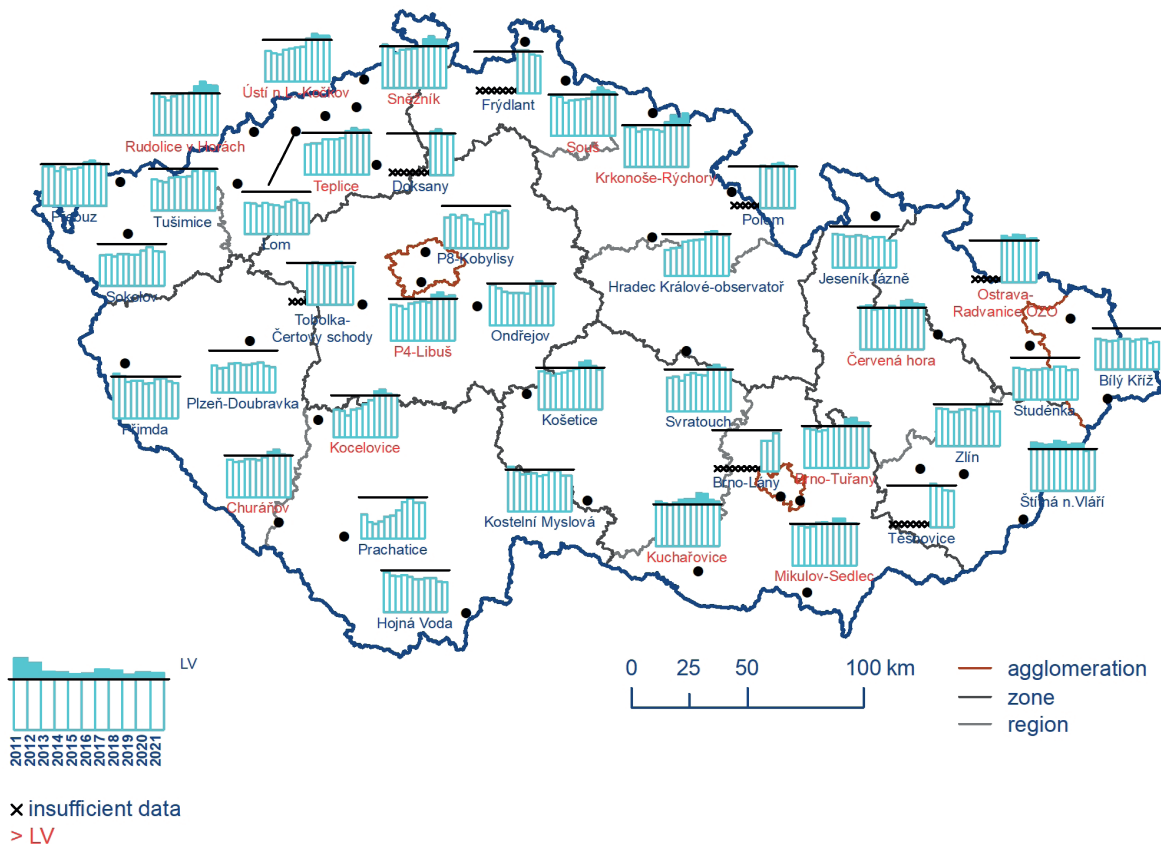 Ústí n.L.-Kočkov
Sněžník
Frýdlant
Rudolice v Horách
Souš
Krkonoše-Rýchory
Teplice
Doksany
Přebuz
Tušimice
Polom
Lom
P8-Kobylisy
Hradec Králové-observatoř
Jeseník-lázně
Sokolov
Ostrava-
Radvanice OZO
Tobolka-
Čertovy schody
Ondřejov
P4-Libuš
Červená hora
Bílý Kříž
Plzeň-Doubravka
Studénka
Přimda
Košetice
Svratouch
Kocelovice
Zlín
Brno-Lány
Brno-Tuřany
Štítná n.Vláří
Churáňov
Kostelní Myslová
Těšnovice
Prachatice
Kuchařovice
Mikulov-Sedlec
Hojná Voda
LV
0 25 50 100 km
agglomeration
zone
region
2011 2012 2013 2014 2015 2016 2017 2018 2019 2020 2021
insufficient data
> LV